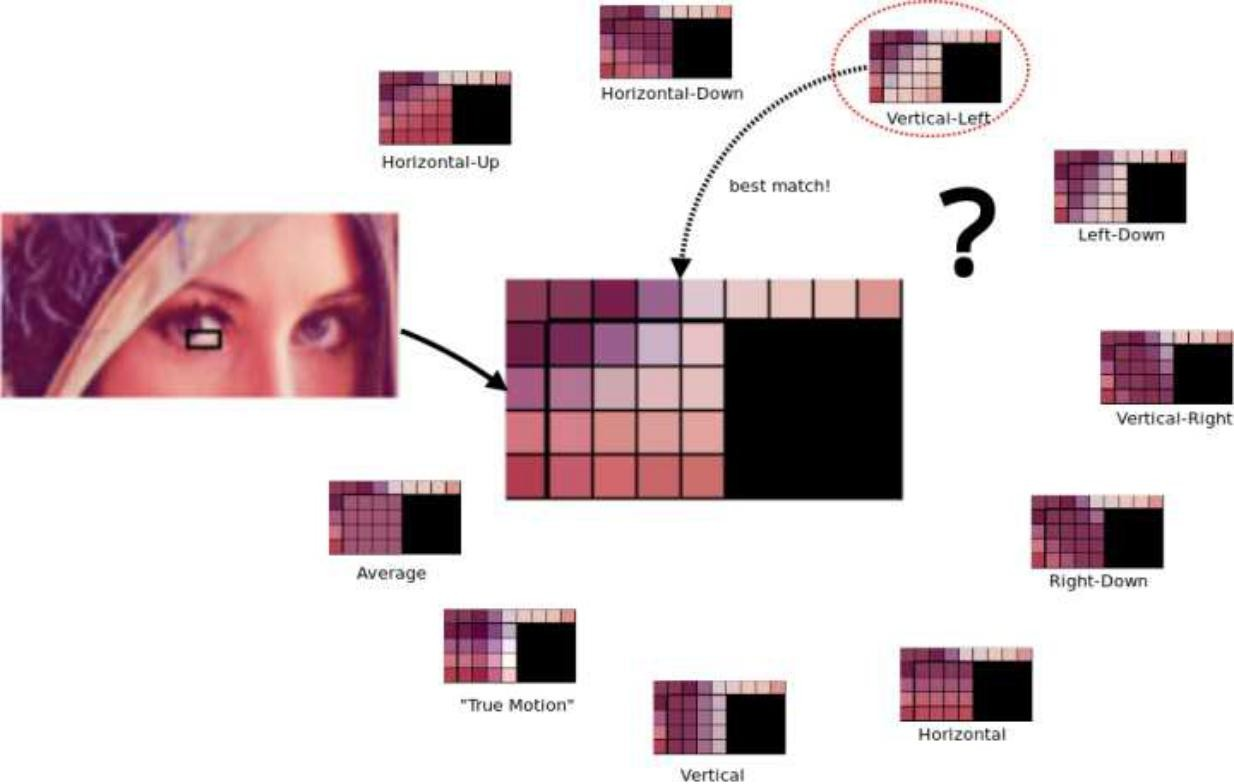 Horizontal-Down
Vertical-Left
Horizontal-Up
best match!
?
Left-Down
Vertical-Right
Average
Right-Down
"True Motion"
Horizontal
Vertical